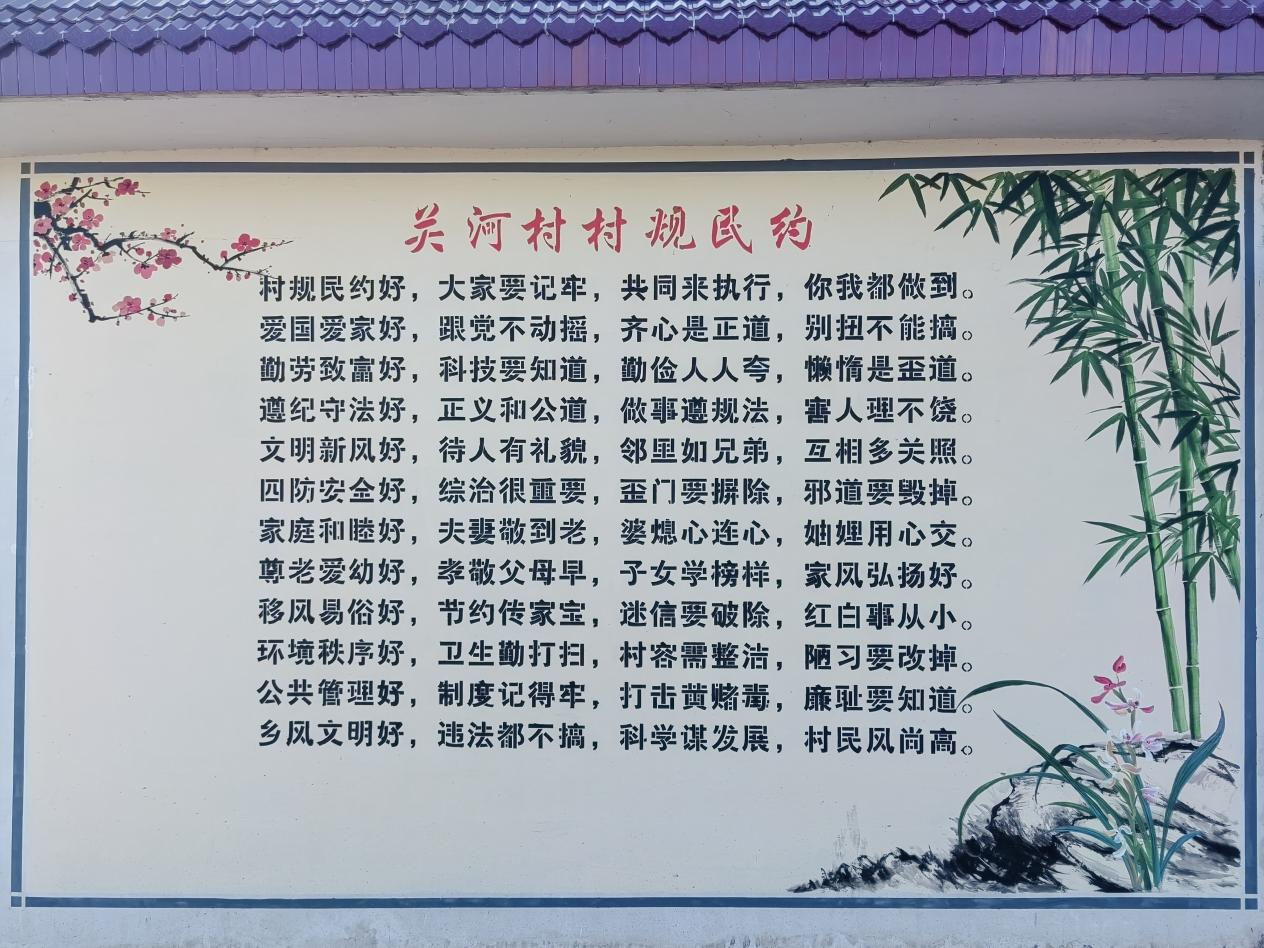 关河村村规民约
村规民约好，大家要记牢，共同来执行，你我都做到。
爱国爱家好，跟党不动摇，齐心是正道，别扭不能搞。
勤劳致富好，科技要知道，勤俭人人夸，懒惰是歪道。
遵纪守法好，正义和公道，做事遵规法，害人理不饶。
文明新风好，待人有礼貌，邻里如兄弟，互相多关照。
四防安全好，综治很重要，歪门要摒除，邪道要毁掉。
家庭和睦好，夫妻敬到老，婆媳心连心，妯娌用心交。
尊老爱幼好，孝敬父母早，子女学榜样，家风弘扬好。
移风易俗好，节约传家宝，迷信要破除，红白事从小。
环境秩序好，卫生勤打扫，村容需整洁，陋习要改掉。
公共管理好，制度记得牢，打击黄赌毒，廉耻要知道。
乡风文明好，违法都不搞，科学谋发展，村民风尚高。